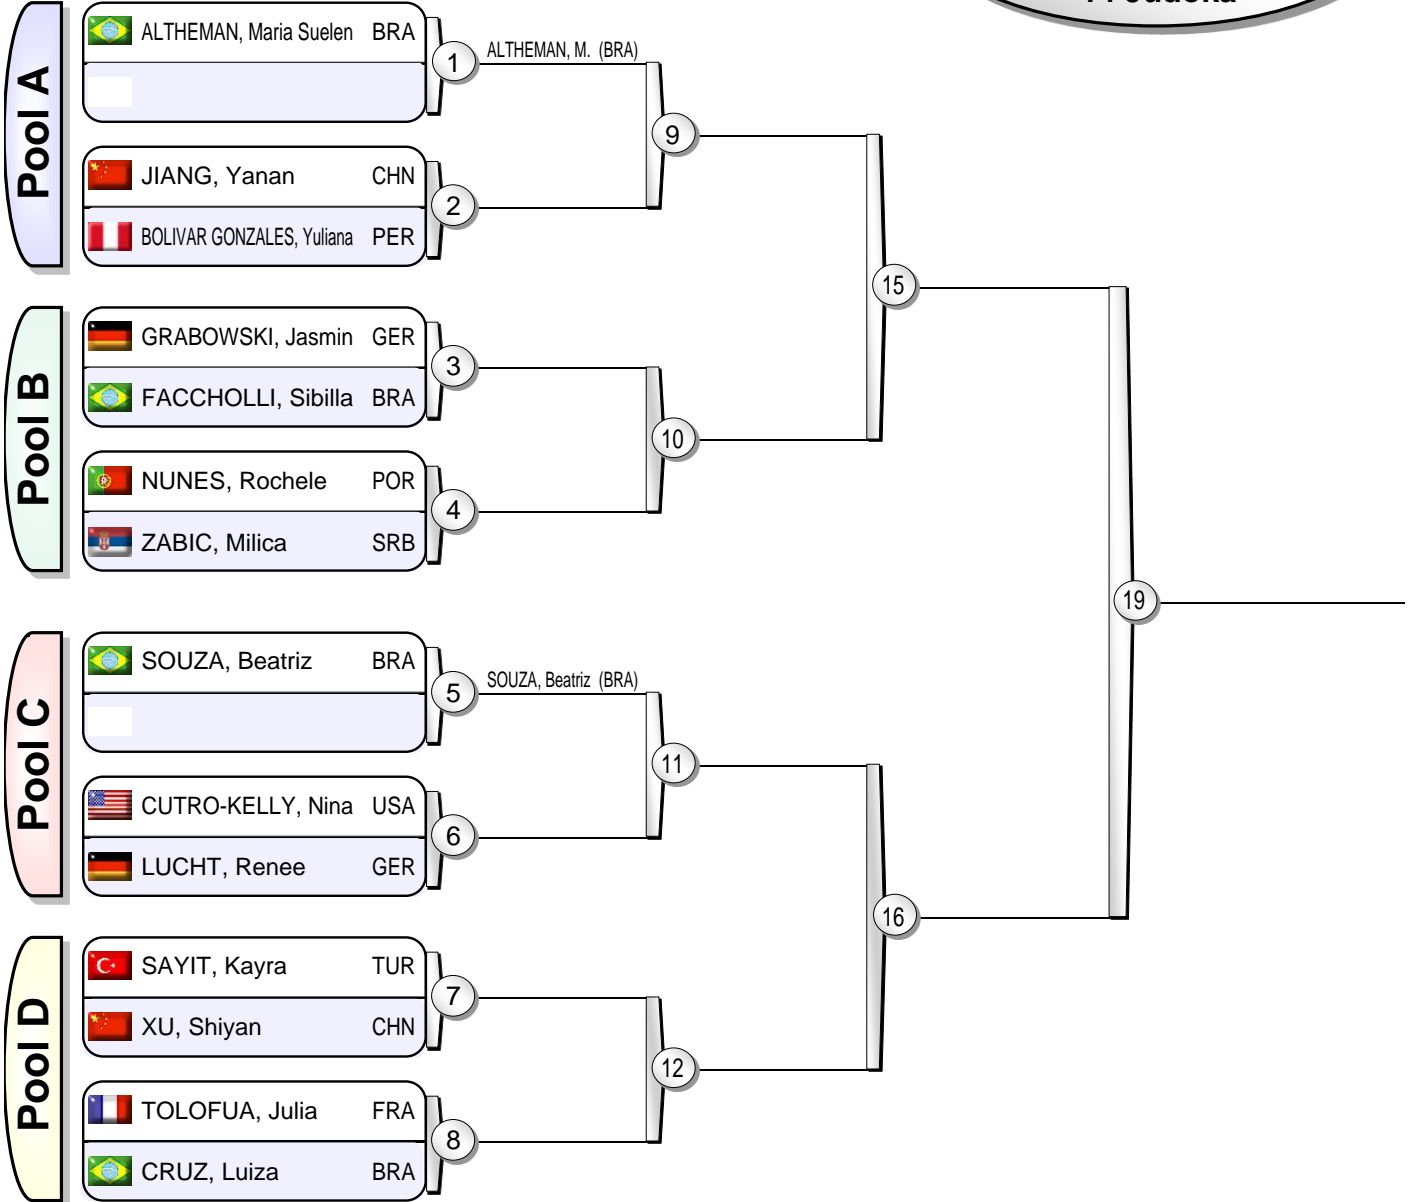 Pool A
ALTHEMAN, Maria Suelen BRA
1
ALTHEMAN, M. (BRA)
9
JIANG, Yanan CHN
2
BOLIVAR GONZALES, Yuliana PER
15
Pool B
GRABOWSKI, Jasmin GER
3
FACCHOLLI, Sibilla BRA
10
NUNES, Rochele POR
4
ZABIC, Milica SRB
19
Pool C
SOUZA, Beatriz BRA
5
SOUZA, Beatriz (BRA)
11
CUTRO-KELLY, Nina USA
6
LUCHT, Renee GER
16
Pool D
SAYIT, Kayra TUR
7
XU, Shiyan CHN
12
TOLOFUA, Julia FRA
8
CRUZ, Luiza BRA